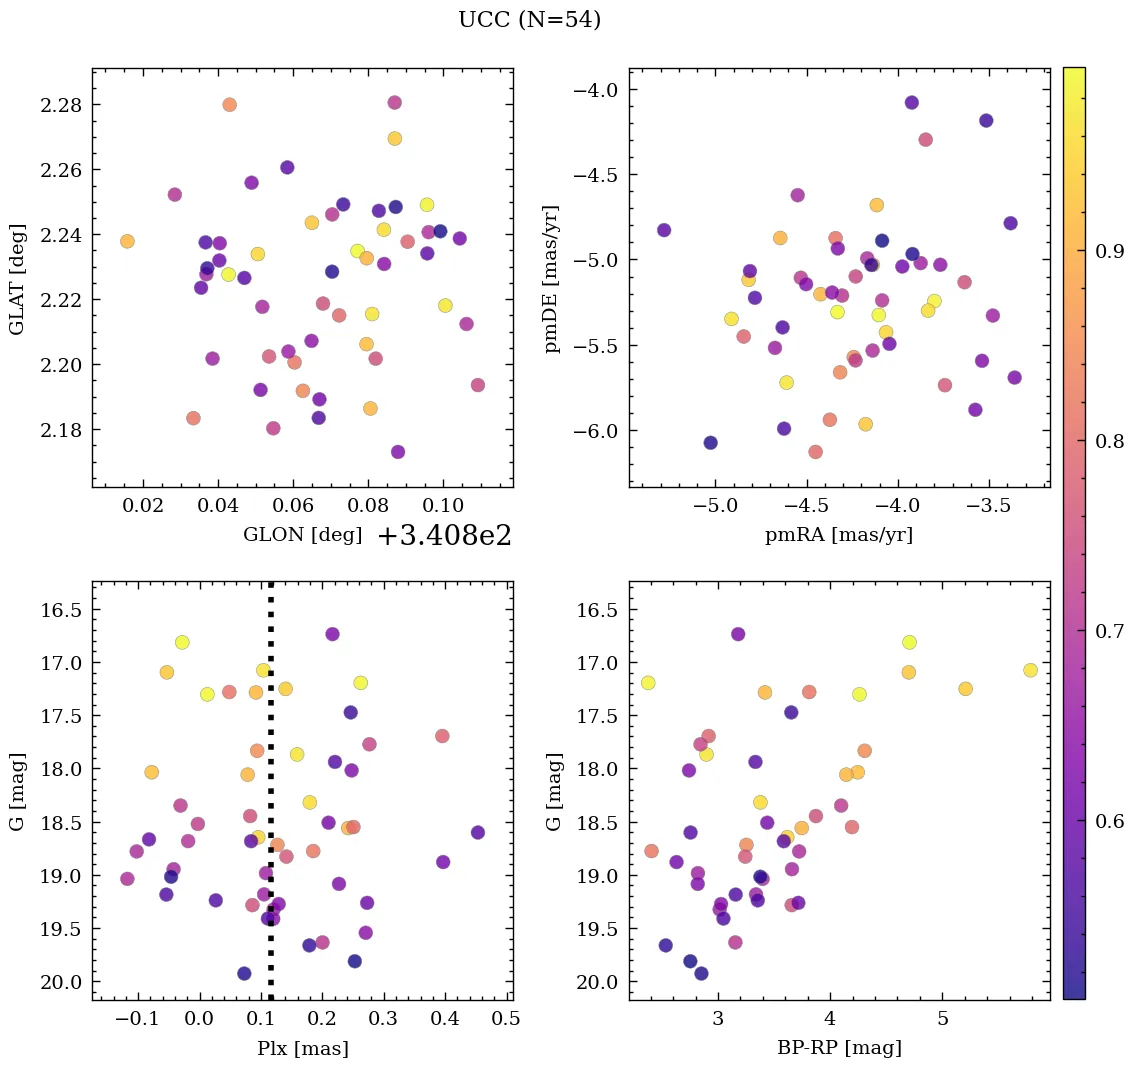 UCC (N=54)
2.28
2.26
2.24
2.22
2.20
2.18
GLAT [deg]
0.02 0.04 0.06 0.08 0.10
GLON [deg] +3.408e2
−4.0
−4.5
−5.0
−5.5
−6.0
pmDE [mas/yr]
−5.0 −4.5 −4.0 −3.5
pmRA [mas/yr]
16.5
17.0
17.5
18.0
18.5
19.0
19.5
20.0
G [mag]
−0.1 0.0 0.1 0.2 0.3 0.4 0.5
Plx [mas]
16.5
17.0
17.5
18.0
18.5
19.0
19.5
20.0
G [mag]
3 4 5
BP-RP [mag]
0.9
0.8
0.7
0.6